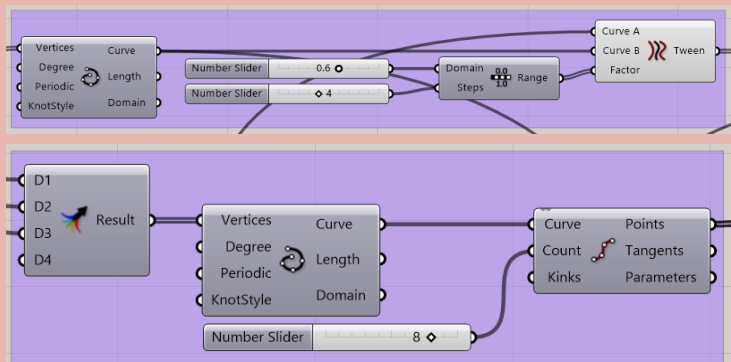 Vertices
Degree
Periodic
KnotStyle
Curve
Length
Domain
Number Slider 0.6
Number Slider 4
Domain
Steps
0.0
1.0
Range
Curve A
Curve B
Factor
Tween
D1
D2
D3
D4
Result
Vertices
Degree
Periodic
KnotStyle
Curve
Length
Domain
Number Slider 8
Curve
Count
Kinks
Points
Tangents
Parameters